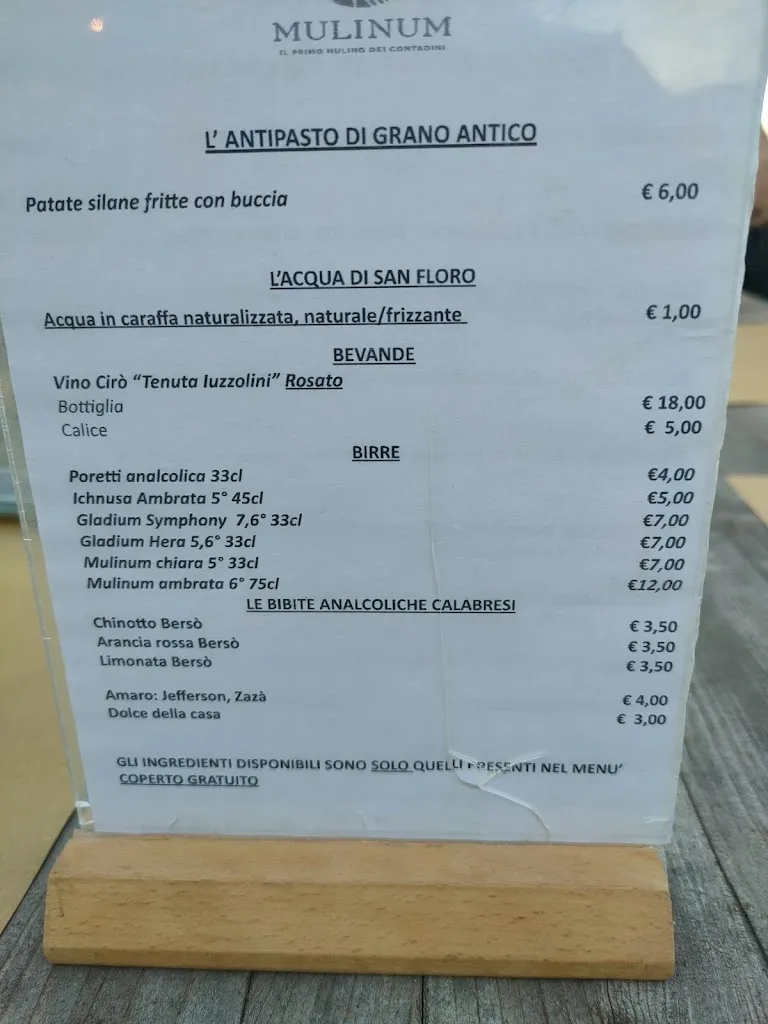 MULINUM
IL PRIMO MULINO DEI CONTADINI
L' ANTIPASTO DI GRANO ANTICO
Patate silane fritte con buccia € 6,00
L'ACQUA DI SAN FLORO
Acqua in caraffa naturalizzata, naturale/frizzante € 1,00
BEVANDE
Vino Cirò “Tenuta Iuzzolini” Rosato
Bottiglia € 18,00
Calice € 5,00
BIRRE
Poretti analcolica 33cl €4,00
Ichnusa Ambrata 5° 45cl €5,00
Gladium Symphony 7,6° 33cl €7,00
Gladium Hera 5,6° 33cl €7,00
Mulinum chiara 5° 33cl €7,00
Mulinum ambrata 6° 75cl €12,00
LE BIBITE ANALCOLICHE CALABRESI
Chinotto Bersò € 3,50
Arancia rossa Bersò € 3,50
Limonata Bersò € 3,50
Amaro: Jefferson, Zazà € 4,00
Dolce della casa € 3,00
GLI INGREDIENTI DISPONIBILI SONO SOLO QUELLI PRESENTI NEL MENU'
COPERTO GRATUITO